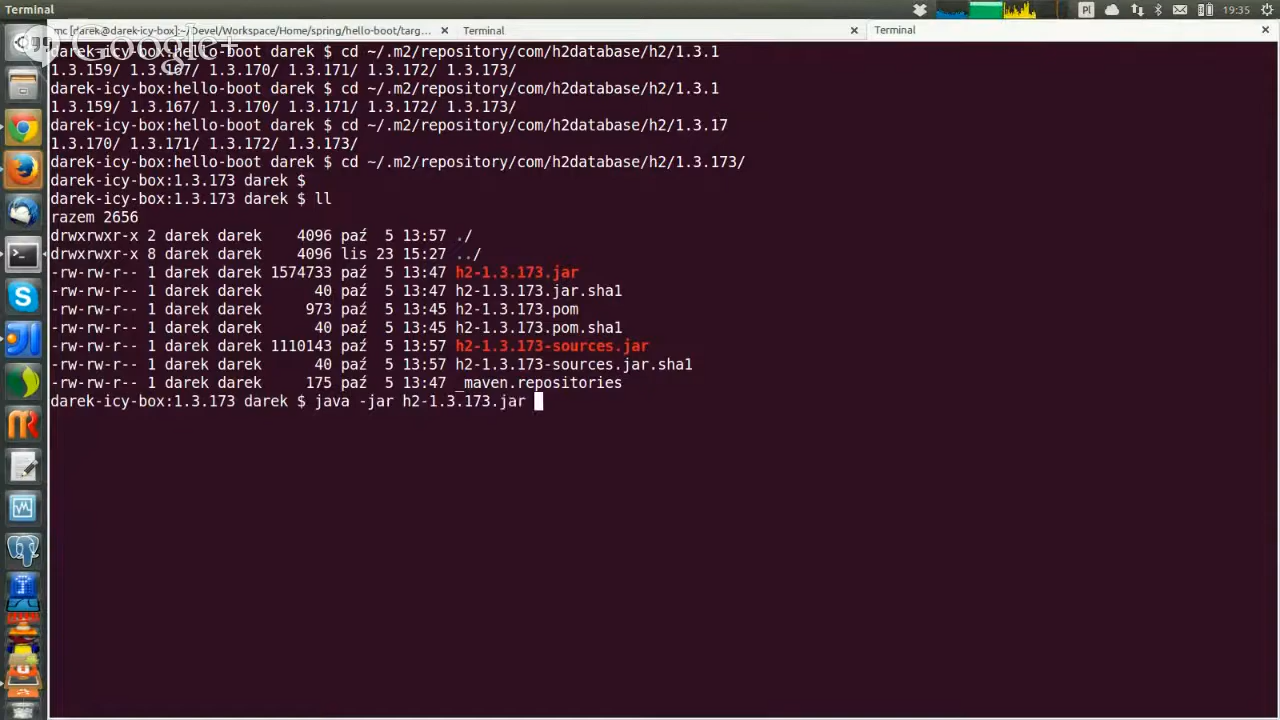 Terminal
Pl
19:35
mc [darek@darek-icy-box]:~/Devel/Workspace/Home/spring/hello-boot/targ...
Terminal
Terminal
Google+
darek-icy-box:hello-boot darek $ cd ~/.m2/repository/com/h2database/h2/1.3.1
1.3.159/ 1.3.167/ 1.3.170/ 1.3.171/ 1.3.172/ 1.3.173/
darek-icy-box:hello-boot darek $ cd ~/.m2/repository/com/h2database/h2/1.3.1
1.3.159/ 1.3.167/ 1.3.170/ 1.3.171/ 1.3.172/ 1.3.173/
darek-icy-box:hello-boot darek $ cd ~/.m2/repository/com/h2database/h2/1.3.17
1.3.170/ 1.3.171/ 1.3.172/ 1.3.173/
darek-icy-box:hello-boot darek $ cd ~/.m2/repository/com/h2database/h2/1.3.173/
darek-icy-box:1.3.173 darek $
darek-icy-box:1.3.173 darek $ ll
razem 2656
drwxrwxr-x 2 darek darek    4096 paź  5 13:57 ./
drwxrwxr-x 8 darek darek    4096 lis 23 15:27 ../
-rw-rw-r-- 1 darek darek 1574733 paź  5 13:47 h2-1.3.173.jar
-rw-rw-r-- 1 darek darek      40 paź  5 13:47 h2-1.3.173.jar.sha1
-rw-rw-r-- 1 darek darek     973 paź  5 13:45 h2-1.3.173.pom
-rw-rw-r-- 1 darek darek      40 paź  5 13:45 h2-1.3.173.pom.sha1
-rw-rw-r-- 1 darek darek 1110143 paź  5 13:57 h2-1.3.173-sources.jar
-rw-rw-r-- 1 darek darek      40 paź  5 13:57 h2-1.3.173-sources.jar.sha1
-rw-rw-r-- 1 darek darek     175 paź  5 13:47 _maven.repositories
darek-icy-box:1.3.173 darek $ java -jar h2-1.3.173.jar